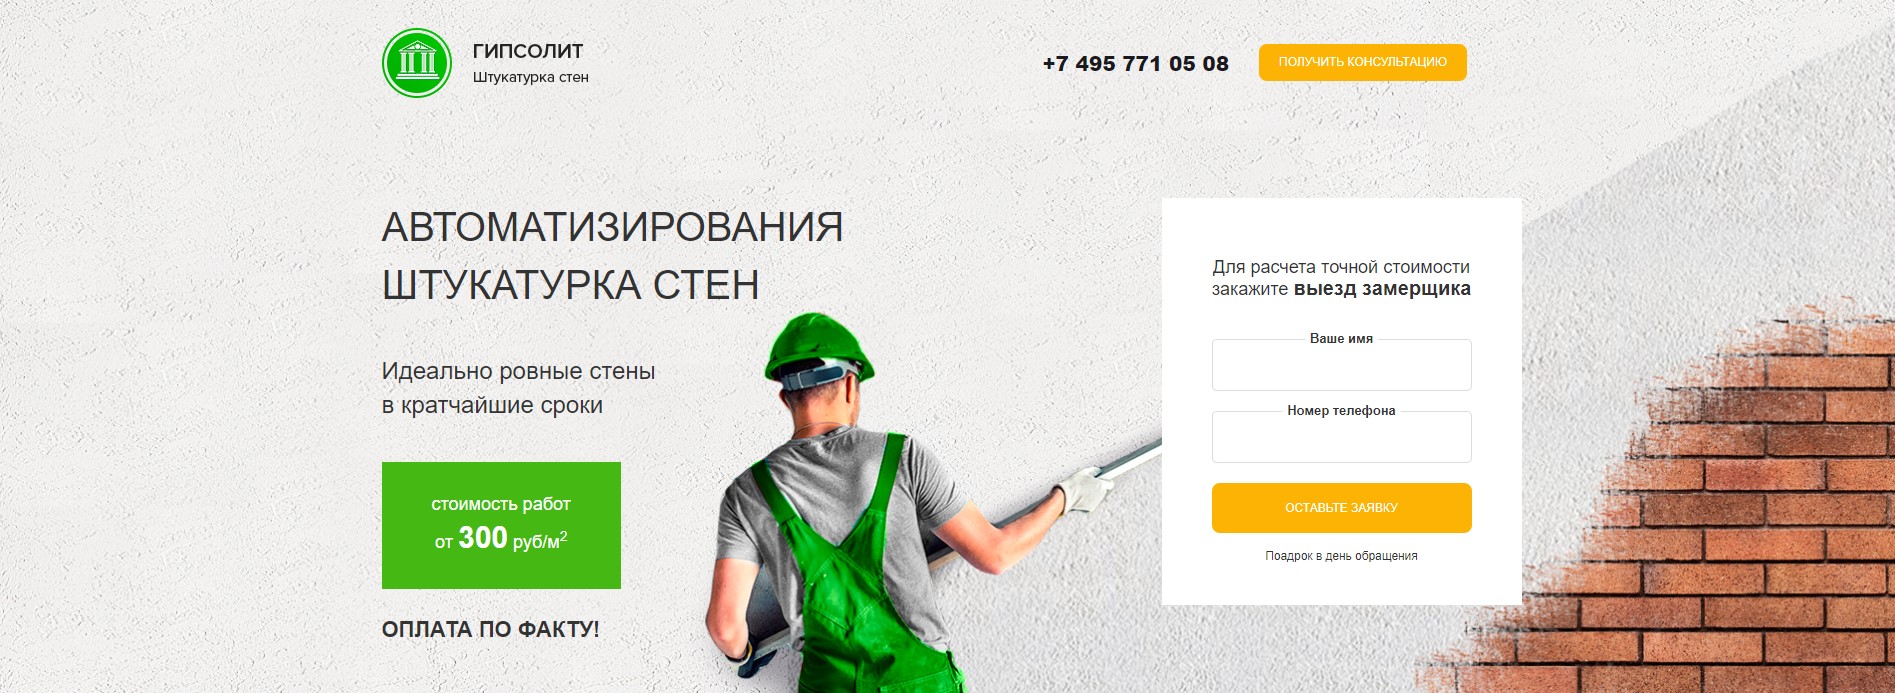 ГИПСОЛИТ
Штукатурка стен
+7 495 771 05 08
ПОЛУЧИТЬ КОНСУЛЬТАЦИЮ
АВТОМАТИЗИРОВАНИЯ
ШТУКАТУРКА СТЕН
Идеально ровные стены
в кратчайшие сроки
стоимость работ
от 300 руб/м²
ОПЛАТА ПО ФАКТУ!
Для расчета точной стоимости
закажите выезд замерщика
Ваше имя
Номер телефона
ОСТАВЬТЕ ЗАЯВКУ
Поадрок в день обращения